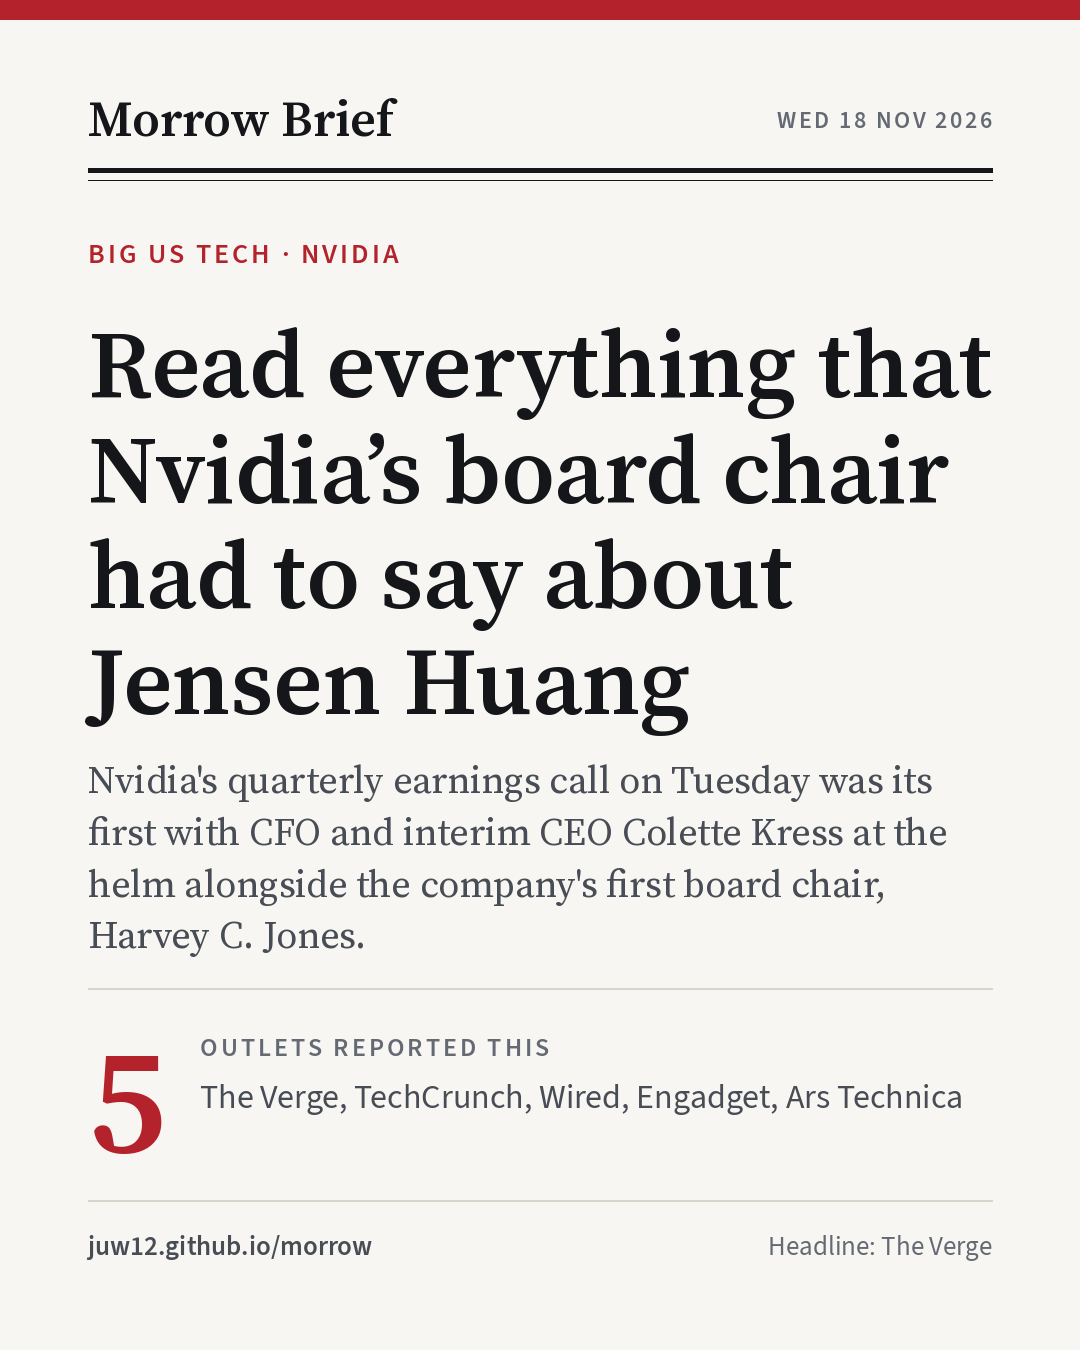 Morrow Brief
WED 18 NOV 2026
BIG US TECH · NVIDIA
Read everything that
Nvidia’s board chair
had to say about
Jensen Huang
Nvidia's quarterly earnings call on Tuesday was its
first with CFO and interim CEO Colette Kress at the
helm alongside the company's first board chair,
Harvey C. Jones.
5
OUTLETS REPORTED THIS
The Verge, TechCrunch, Wired, Engadget, Ars Technica
juw12.github.io/morrow
Headline: The Verge